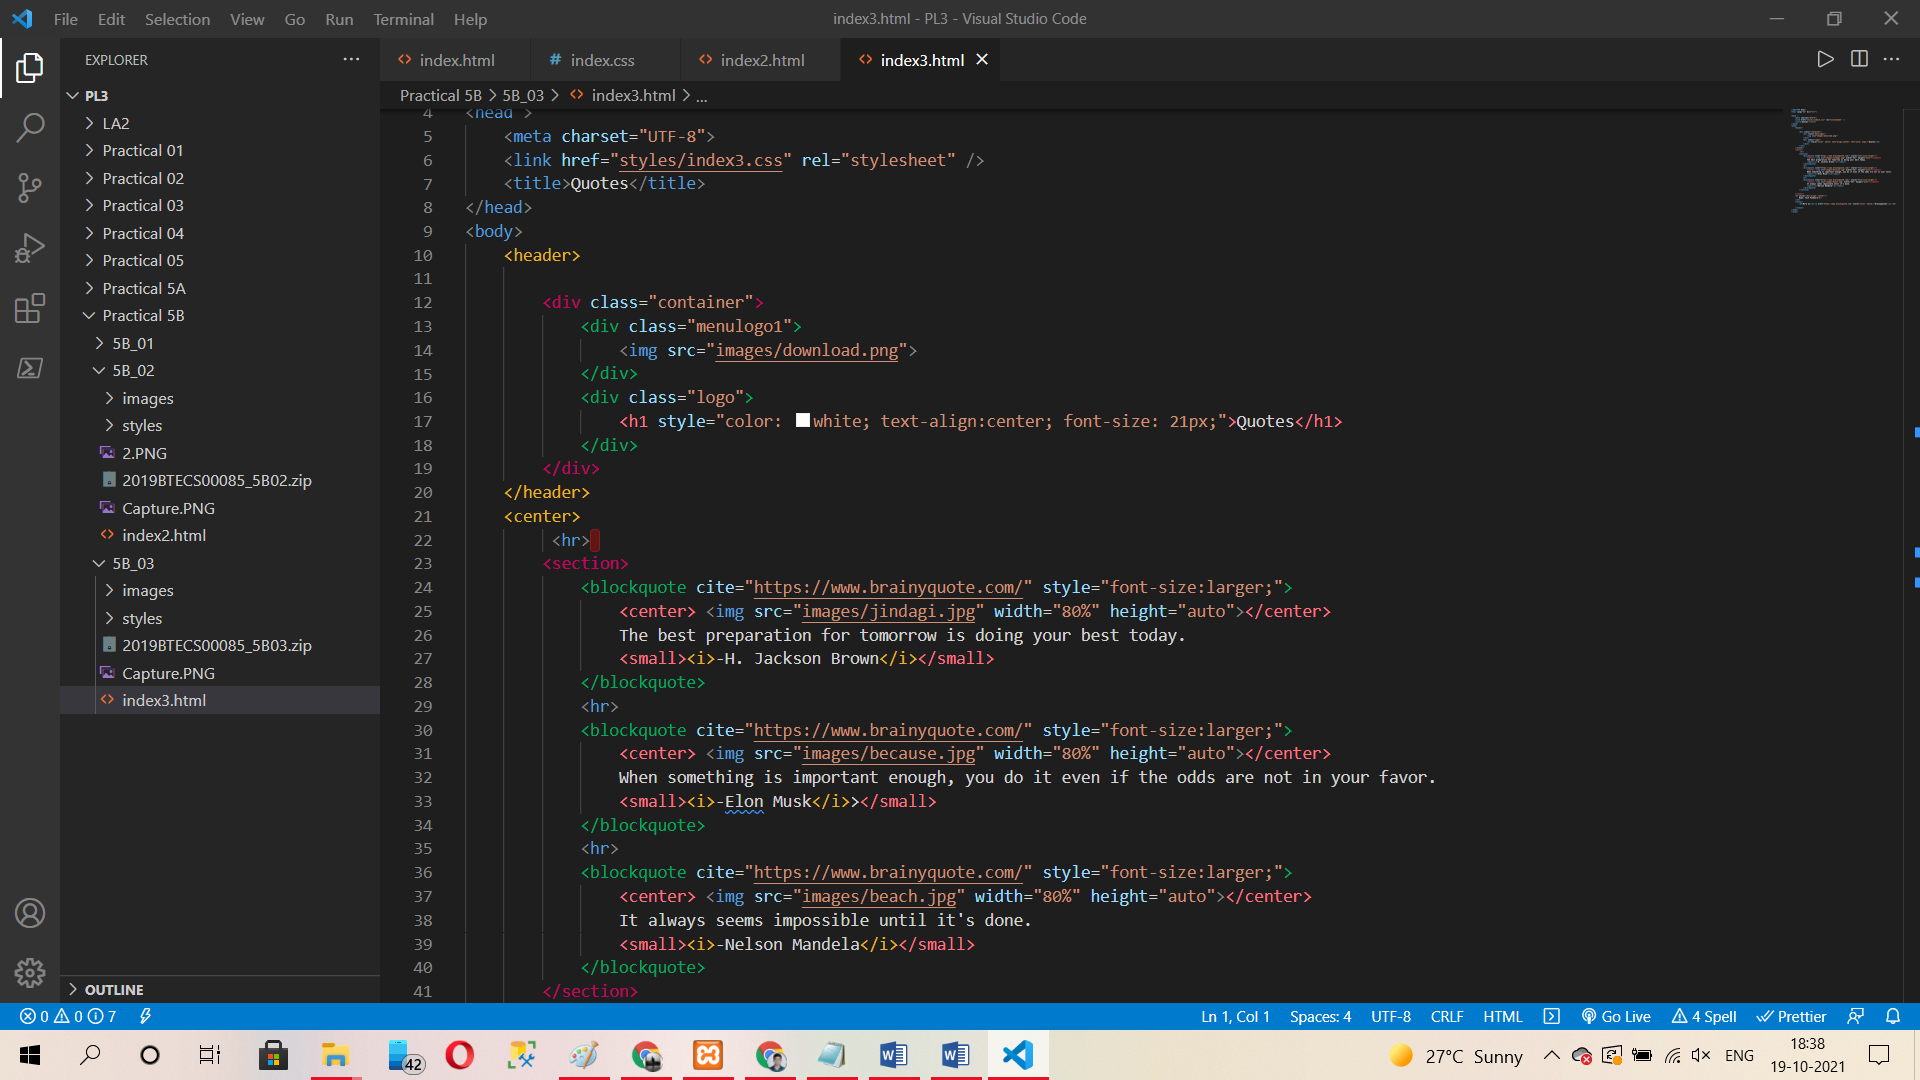 File Edit Selection View Go Run Terminal Help
index3.html - PL3 - Visual Studio Code
EXPLORER
PL3
LA2
Practical 01
Practical 02
Practical 03
Practical 04
Practical 05
Practical 5A
Practical 5B
5B_01
5B_02
images
styles
2.PNG
2019BTECS00085_5B02.zip
Capture.PNG
index2.html
5B_03
images
styles
2019BTECS00085_5B03.zip
Capture.PNG
index3.html
OUTLINE
index.html # index.css index2.html index3.html
Practical 5B > 5B_03 > index3.html > ...
4 <head >
5 <meta charset="UTF-8">
6 <link href="styles/index3.css" rel="stylesheet" />
7 <title>Quotes</title>
8 </head>
9 <body>
10 <header>
11
12 <div class="container">
13 <div class="menulogo1">
14 <img src="images/download.png">
15 </div>
16 <div class="logo">
17 <h1 style="color: white; text-align:center; font-size: 21px;">Quotes</h1>
18 </div>
19 </div>
20 </header>
21 <center>
22 <hr>
23 <section>
24 <blockquote cite="https://www.brainyquote.com/" style="font-size:larger;">
25 <center> <img src="images/jindagi.jpg" width="80%" height="auto"></center>
26 The best preparation for tomorrow is doing your best today.
27 <small><i>-H. Jackson Brown</i></small>
28 </blockquote>
29 <hr>
30 <blockquote cite="https://www.brainyquote.com/" style="font-size:larger;">
31 <center> <img src="images/because.jpg" width="80%" height="auto"></center>
32 When something is important enough, you do it even if the odds are not in your favor.
33 <small><i>-Elon Musk</i>></small>
34 </blockquote>
35 <hr>
36 <blockquote cite="https://www.brainyquote.com/" style="font-size:larger;">
37 <center> <img src="images/beach.jpg" width="80%" height="auto"></center>
38 It always seems impossible until it's done.
39 <small><i>-Nelson Mandela</i></small>
40 </blockquote>
41 </section>
0 0 7
Ln 1, Col 1 Spaces: 4 UTF-8 CRLF HTML Go Live 4 Spell Prettier
42
27°C Sunny
ENG
18:38
19-10-2021